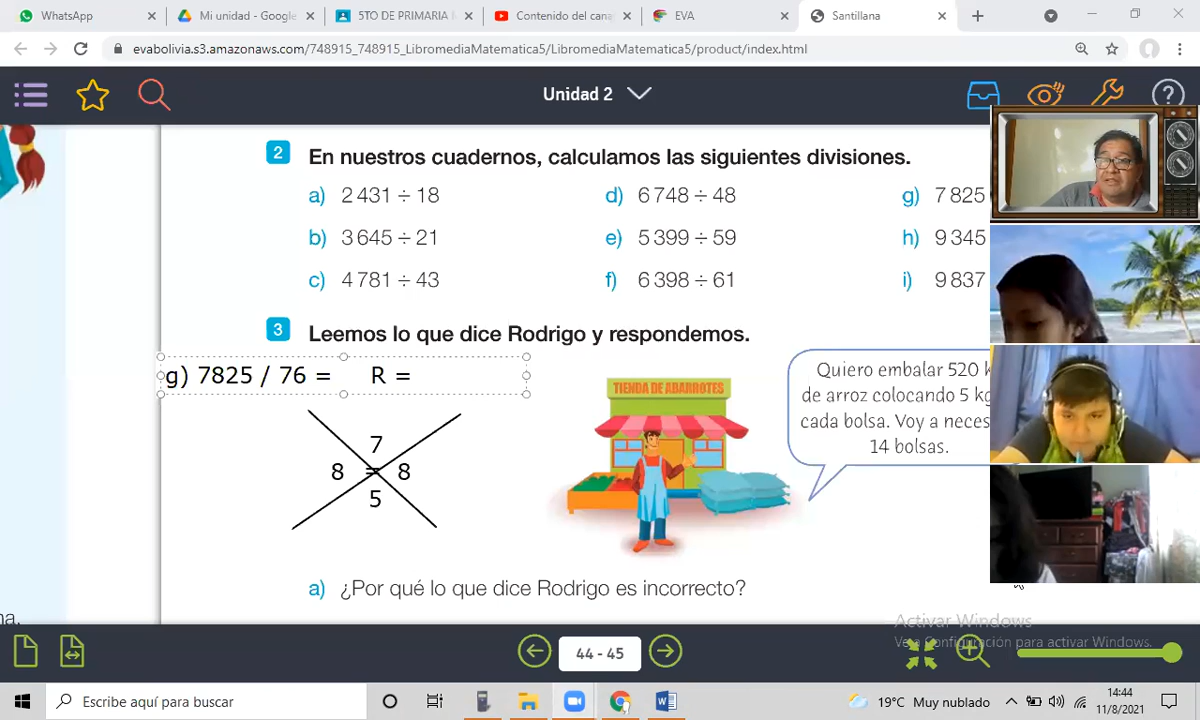 WhatsApp
Mi unidad - Google
5TO DE PRIMARIA M
Contenido del cana
EVA
Santillana
evabolivia.s3.amazonaws.com/748915_748915_LibromediaMatematica5/LibromediaMatematica5/product/index.html
Unidad 2
2 En nuestros cuadernos, calculamos las siguientes divisiones.
a) 2 431 ÷ 18
d) 6 748 ÷ 48
g) 7 825
b) 3 645 ÷ 21
e) 5 399 ÷ 59
h) 9 345
c) 4 781 ÷ 43
f) 6 398 ÷ 61
i) 9 837
3 Leemos lo que dice Rodrigo y respondemos.
g) 7825 / 76 = R =
7
8 = 8
5
TIENDA DE ABARROTES
Quiero embalar 520 k
de arroz colocando 5 kg
cada bolsa. Voy a neces
14 bolsas.
a) ¿Por qué lo que dice Rodrigo es incorrecto?
na.
Activar Windows
Ve a Configuración para activar Windows.
44 - 45
Escribe aquí para buscar
19°C Muy nublado
14:44
11/8/2021